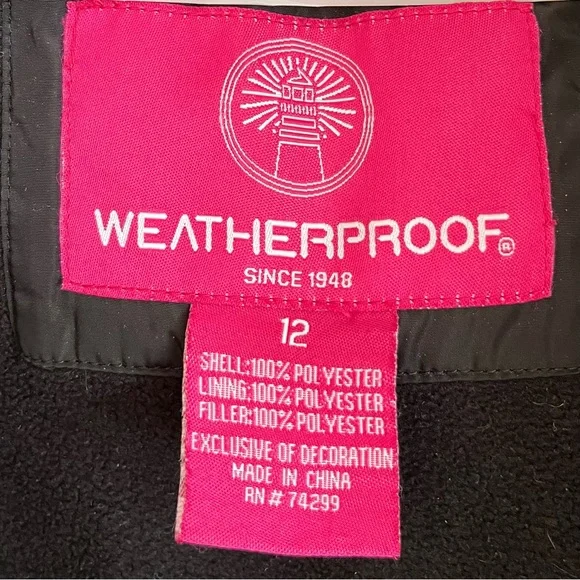 WEATHERPROOF®
SINCE 1948
12
SHELL:100% POLYESTER
LINING:100% POLYESTER
FILLER:100% POLYESTER
EXCLUSIVE OF DECORATION
MADE IN CHINA
RN # 74299